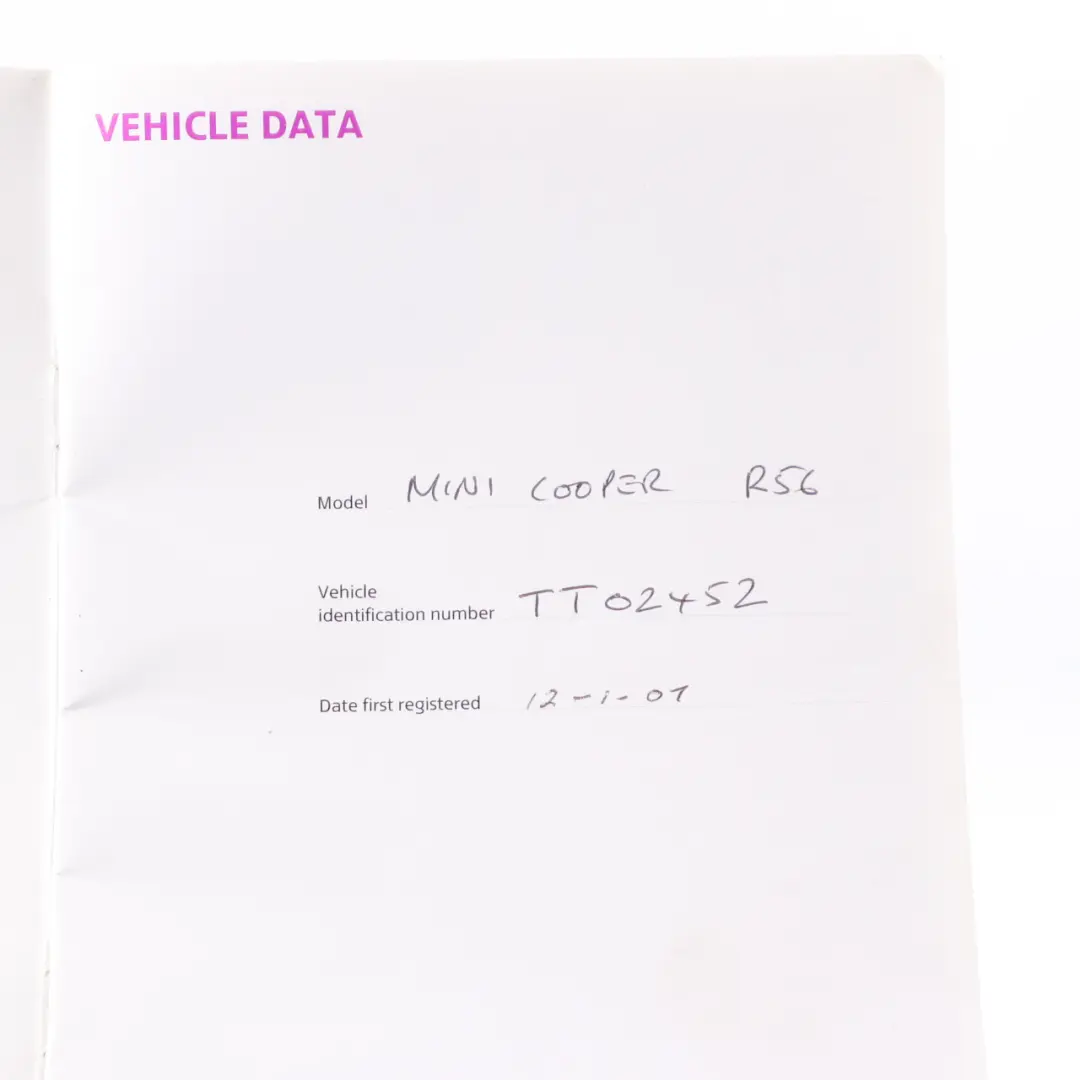 VEHICLE DATA
Model MINI COOPER R56
Vehicle
identification number TT02452
Date first registered 12-1-07